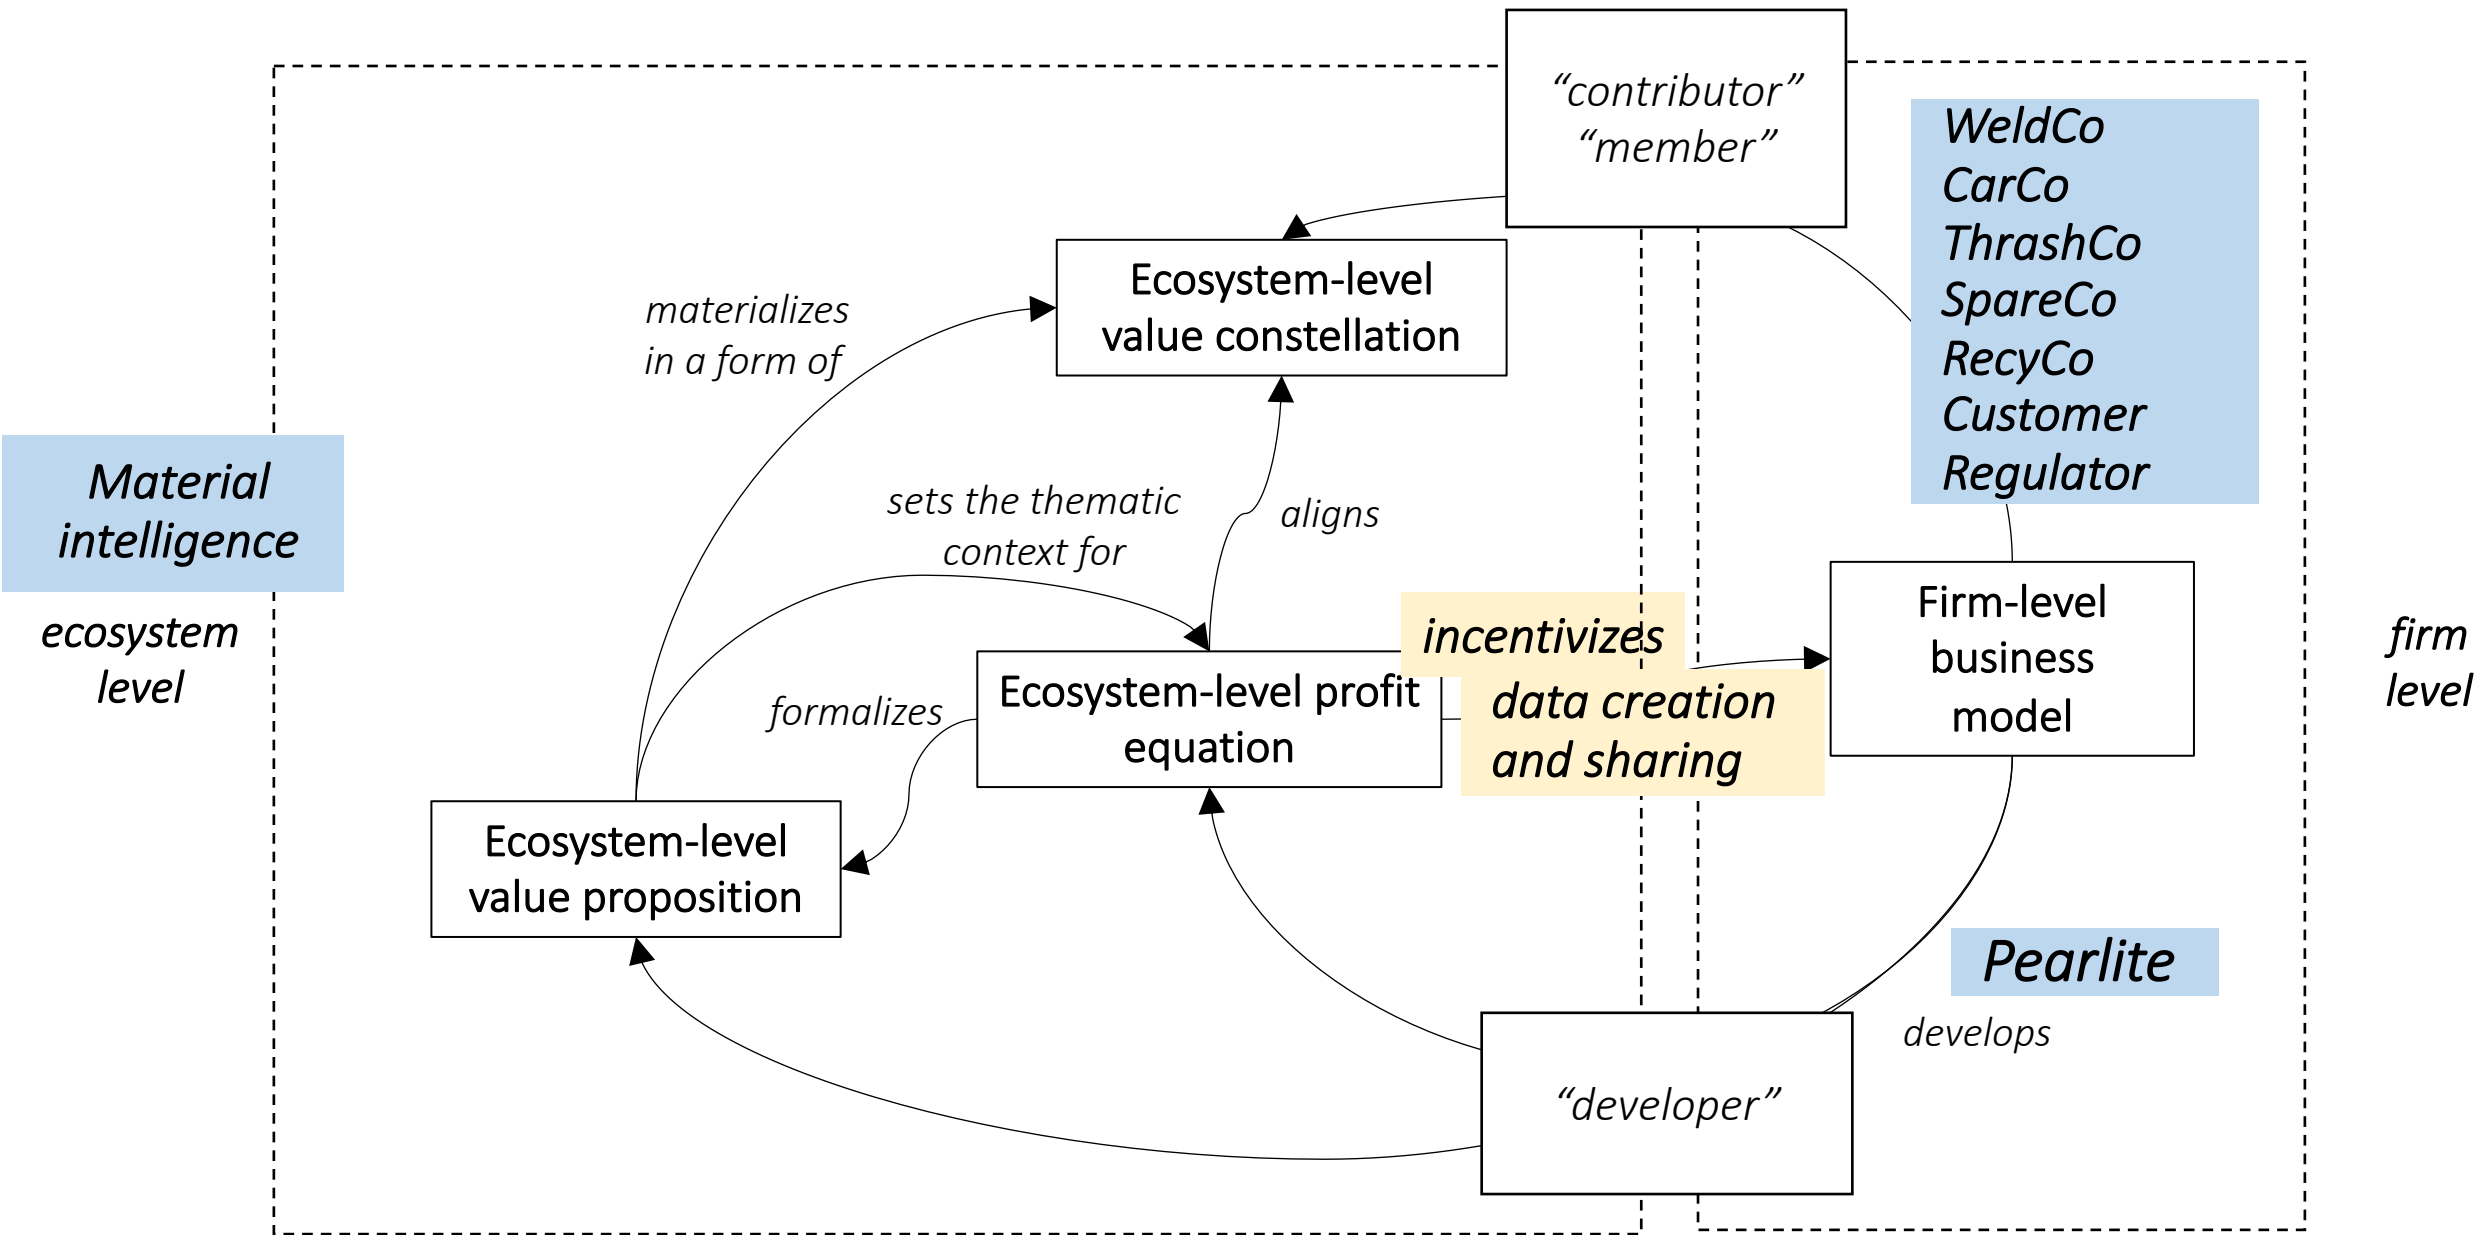 “contributor”
“member”
WeldCo
CarCo
ThrashCo
SpareCo
RecyCo
Customer
Regulator
Ecosystem-level
value constellation
materializes
in a form of
Material
intelligence
ecosystem
level
sets the thematic
context for
aligns
incentivizes
data creation
and sharing
Firm-level
business
model
firm
level
Ecosystem-level profit
equation
formalizes
Ecosystem-level
value proposition
Pearlite
develops
“developer”